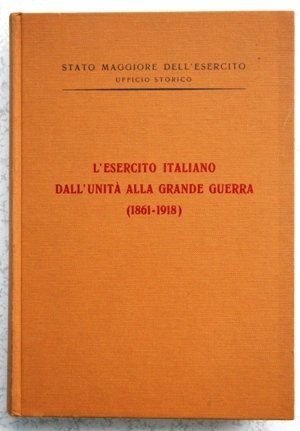 STATO MAGGIORE DELL'ESERCITO
UFFICIO STORICO
L'ESERCITO ITALIANO
DALL'UNITÀ ALLA GRANDE GUERRA
(1861-1918)